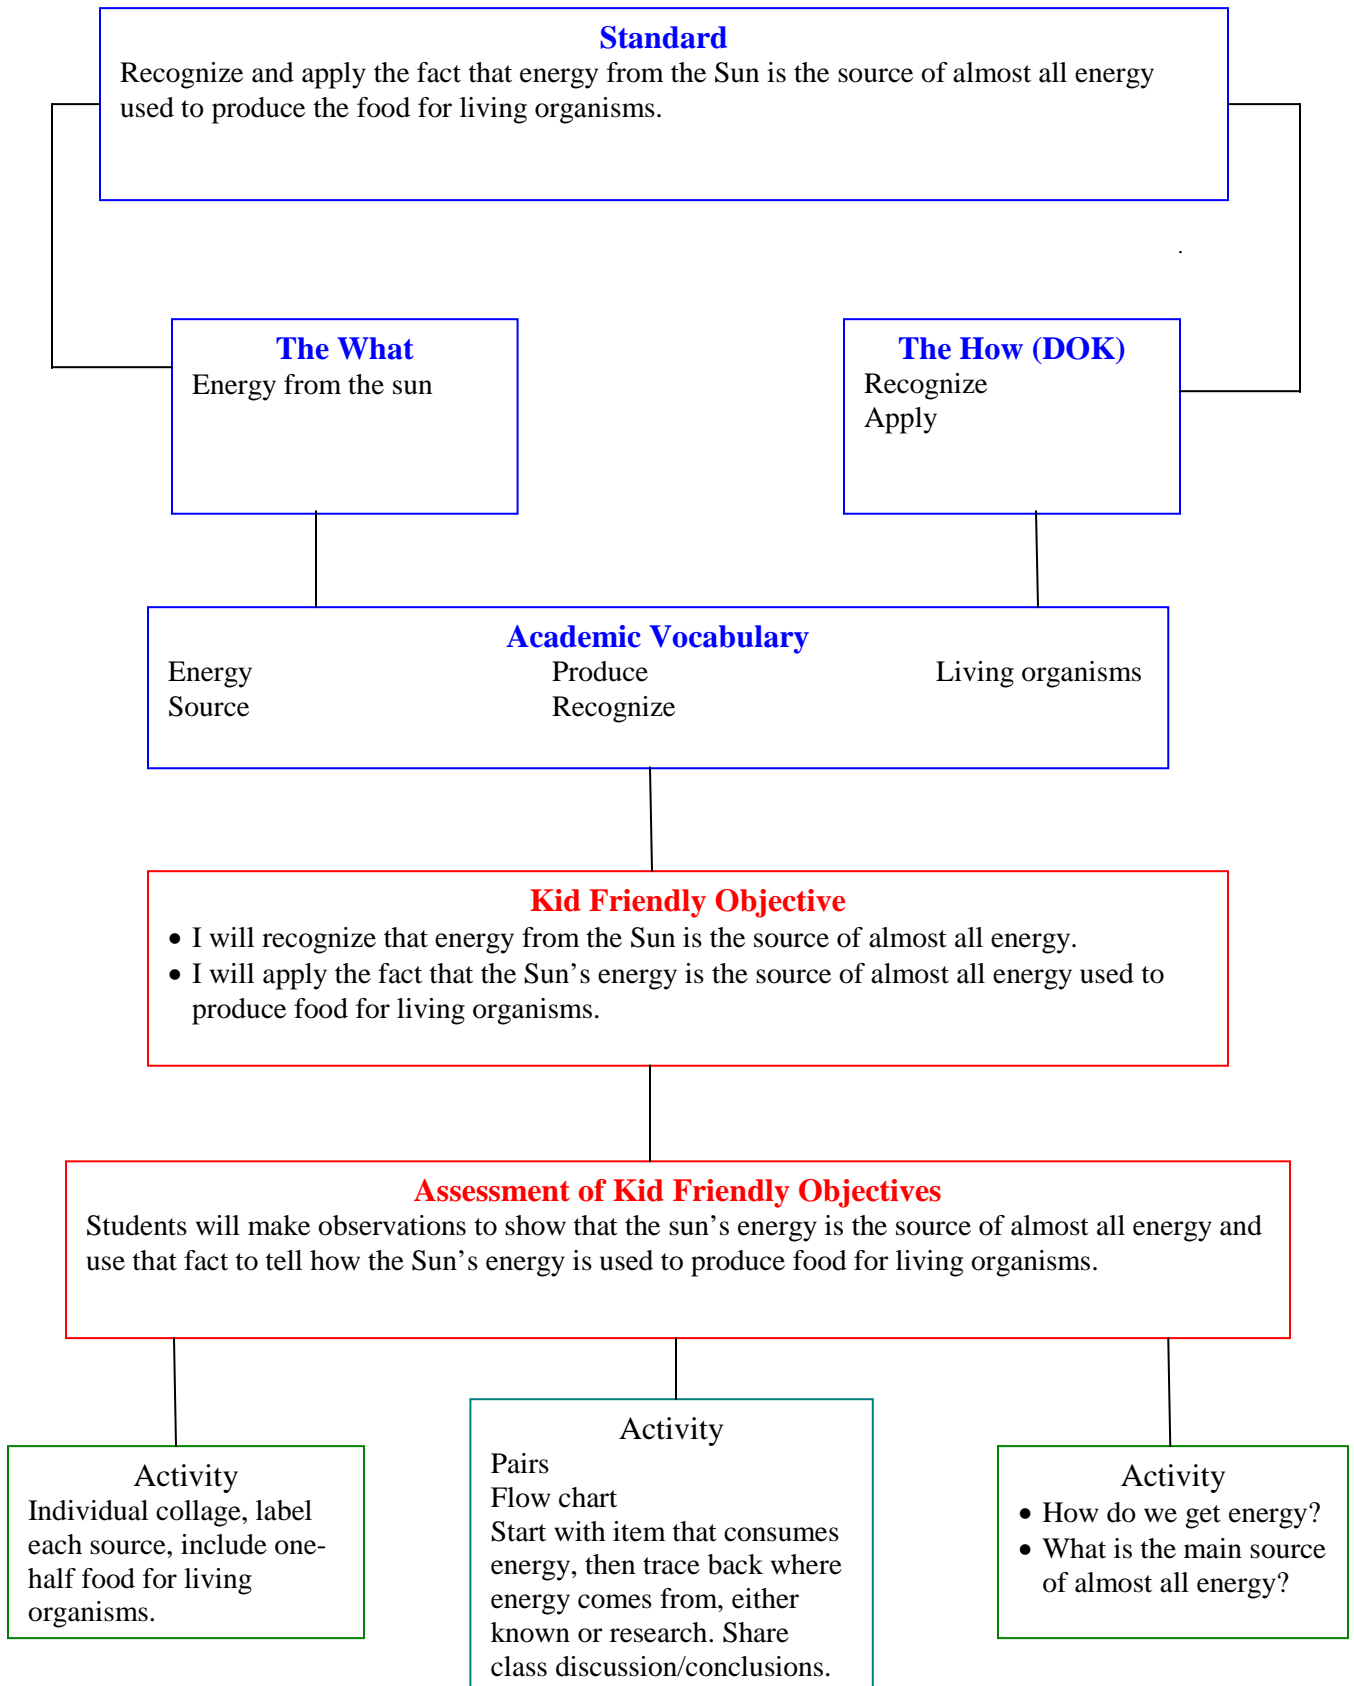 Standard
Recognize and apply the fact that energy from the Sun is the source of almost all energy
used to produce the food for living organisms.
The What
Energy from the sun
The How (DOK)
Recognize
Apply
Academic Vocabulary
Energy Produce Living organisms
Source Recognize
Kid Friendly Objective
• I will recognize that energy from the Sun is the source of almost all energy.
• I will apply the fact that the Sun’s energy is the source of almost all energy used to
produce food for living organisms.
Assessment of Kid Friendly Objectives
Students will make observations to show that the sun’s energy is the source of almost all energy and
use that fact to tell how the Sun’s energy is used to produce food for living organisms.
Activity
Individual collage, label
each source, include one-
half food for living
organisms.
Activity
Pairs
Flow chart
Start with item that consumes
energy, then trace back where
energy comes from, either
known or research. Share
class discussion/conclusions.
Activity
• How do we get energy?
• What is the main source
of almost all energy?